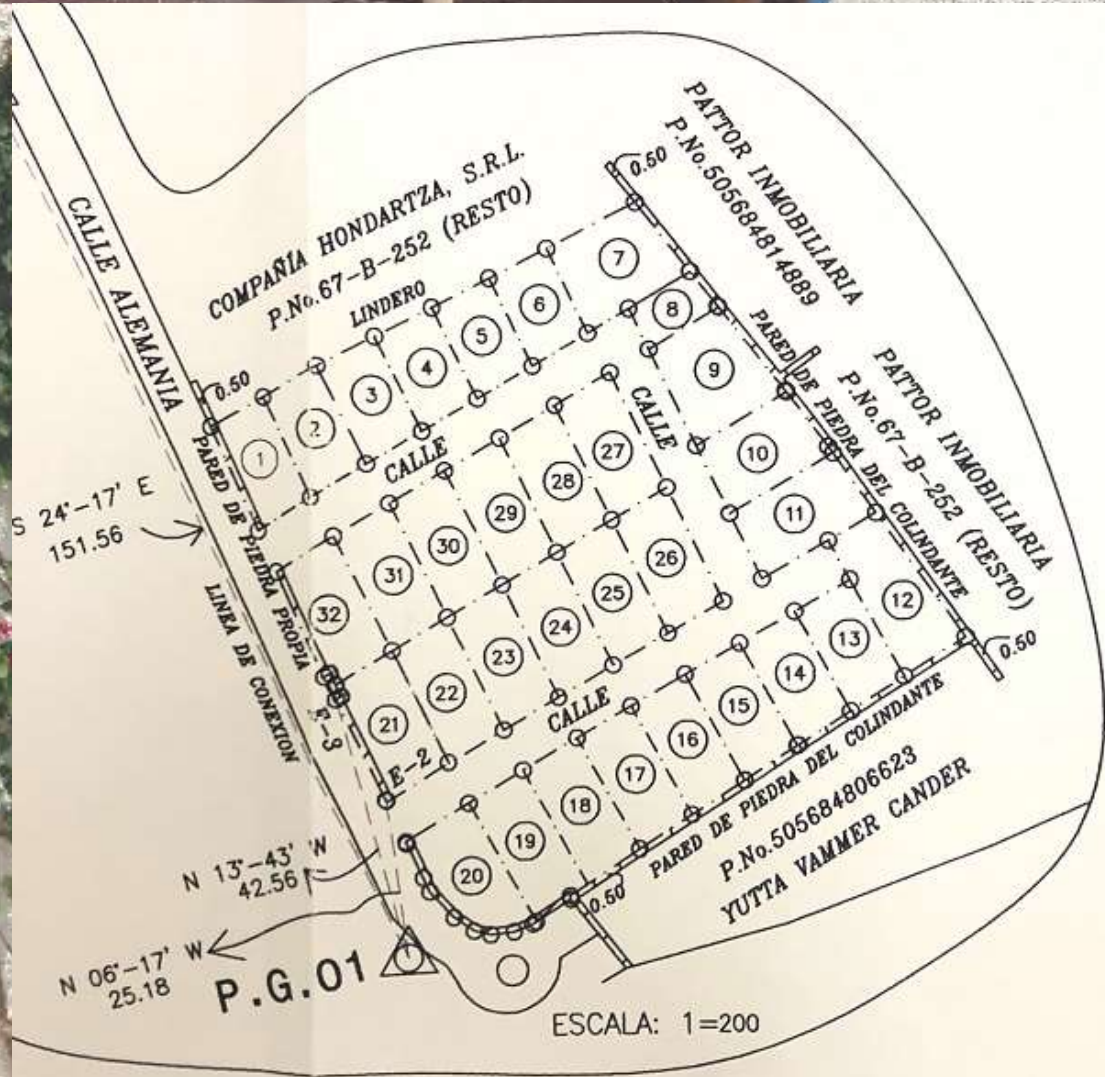 PATTOR INMOBILIARIA
P.No.505684814889
0.50
COMPAÑIA HONDARTZA, S.R.L.
P.No.67-B-252 (RESTO)
LINDERO
CALLE ALEMANIA
0.50
PARED DE PIEDRA PROPIA
S 24°-17' E
151.56
LINEA DE CONEXION
PARED DE PIEDRA DEL COLINDANTE
PATTOR INMOBILIARIA
P.No.67-B-252 (RESTO)
0.50
1
2
3
4
5
6
7
8
9
10
11
12
13
14
15
16
17
18
19
20
21
22
23
24
25
26
27
28
29
30
31
32
CALLE
CALLE
CALLE
E-2
PARED DE PIEDRA DEL COLINDANTE
P.No.505684806623
YUTTA VAMMER CANDER
0.50
N 13°-43' W
42.56
N 06°-17' W
25.18
P.G.01
ESCALA: 1=200